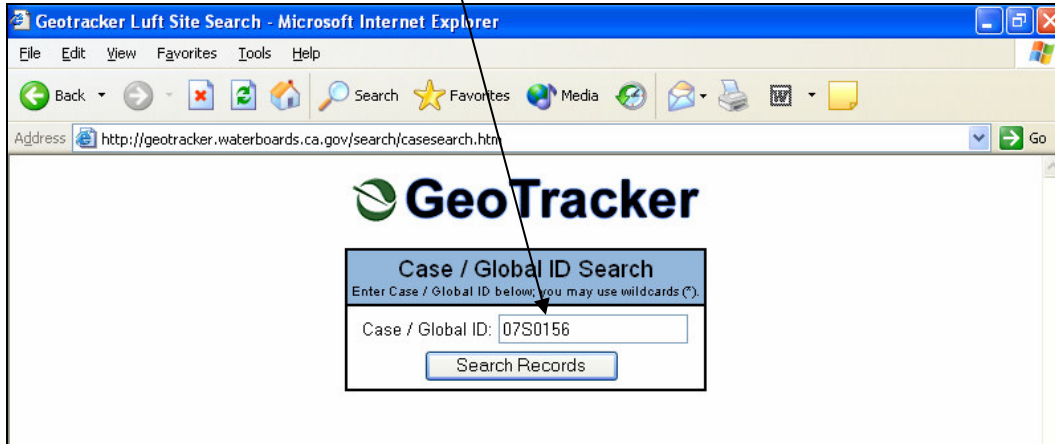 Geotracker Luft Site Search - Microsoft Internet Explorer
File Edit View Favorites Tools Help
Back Search Favorites Media
Address http://geotracker.waterboards.ca.gov/search/casesearch.htm Go
GeoTracker
Case / Global ID Search
Enter Case / Global ID below; you may use wildcards (*).
Case / Global ID: 07S0156
Search Records